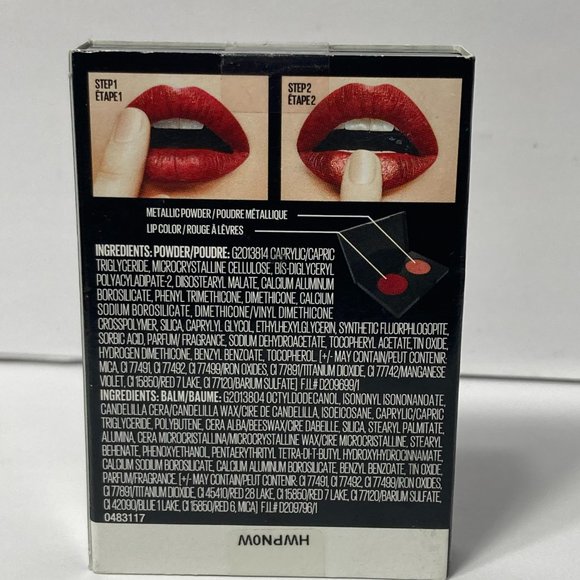 STEP 1
ÉTAPE 1
STEP 2
ÉTAPE 2
METALLIC POWDER / POUDRE MÉTALLIQUE
LIP COLOR / ROUGE À LÈVRES
INGREDIENTS: POWDER/POUDRE: G2013814 CAPRYLIC/CAPRIC
TRIGLYCERIDE, MICROCRYSTALLINE CELLULOSE, BIS-DIGLYCERYL
POLYACYLADIPATE-2, DIISOSTEARYL MALATE, CALCIUM ALUMINUM
BOROSILICATE, PHENYL TRIMETHICONE, DIMETHICONE, CALCIUM
SODIUM BOROSILICATE, DIMETHICONE/VINYL DIMETHICONE
CROSSPOLYMER, SILICA, CAPRYLYL GLYCOL, ETHYLHEXYLGLYCERIN, SYNTHETIC FLUORPHLOGOPITE,
SORBIC ACID, PARFUM/FRAGRANCE, SODIUM DEHYDROACETATE, TOCOPHERYL ACETATE, TIN OXIDE,
HYDROGEN DIMETHICONE, BENZYL BENZOATE, TOCOPHEROL. [+/- MAY CONTAIN/PEUT CONTENIR:
MICA, CI 77491, CI 77492, CI 77499/IRON OXIDES, CI 77891/TITANIUM DIOXIDE, CI 77742/MANGANESE
VIOLET, CI 15850/RED 7 LAKE, CI 77120/BARIUM SULFATE] F.I.L# D209699/1
INGREDIENTS: BALM/BAUME: G2013804 OCTYLDODECANOL, ISONONYL ISONONANOATE,
CANDELILLA CERA/CANDELILLA WAX/CIRE DE CANDELILLA, ISOEICOSANE, CAPRYLIC/CAPRIC
TRIGLYCERIDE, POLYBUTENE, CERA ALBA/BEESWAX/CIRE DABEILLE, SILICA, STEARYL PALMITATE,
ALUMINA, CERA MICROCRISTALLINA/MICROCRYSTALLINE WAX/CIRE MICROCRISTALLINE, STEARYL
BEHENATE, PHENOXYETHANOL, PENTAERYTHRITYL TETRA-DI-T-BUTYL HYDROXYHYDROCINNAMATE,
CALCIUM SODIUM BOROSILICATE, CALCIUM ALUMINUM BOROSILICATE, BENZYL BENZOATE, TIN OXIDE,
PARFUM/FRAGRANCE. [+/- MAY CONTAIN/PEUT CONTENIR: CI 77491, CI 77492, CI 77499/IRON OXIDES,
CI 77891/TITANIUM DIOXIDE, CI 45410/RED 28 LAKE, CI 15850/RED 7 LAKE, CI 77120/BARIUM SULFATE,
CI 42090/BLUE 1 LAKE, CI 15850/RED 6, MICA] F.I.L# D209796/1
0483117
HWPN0W